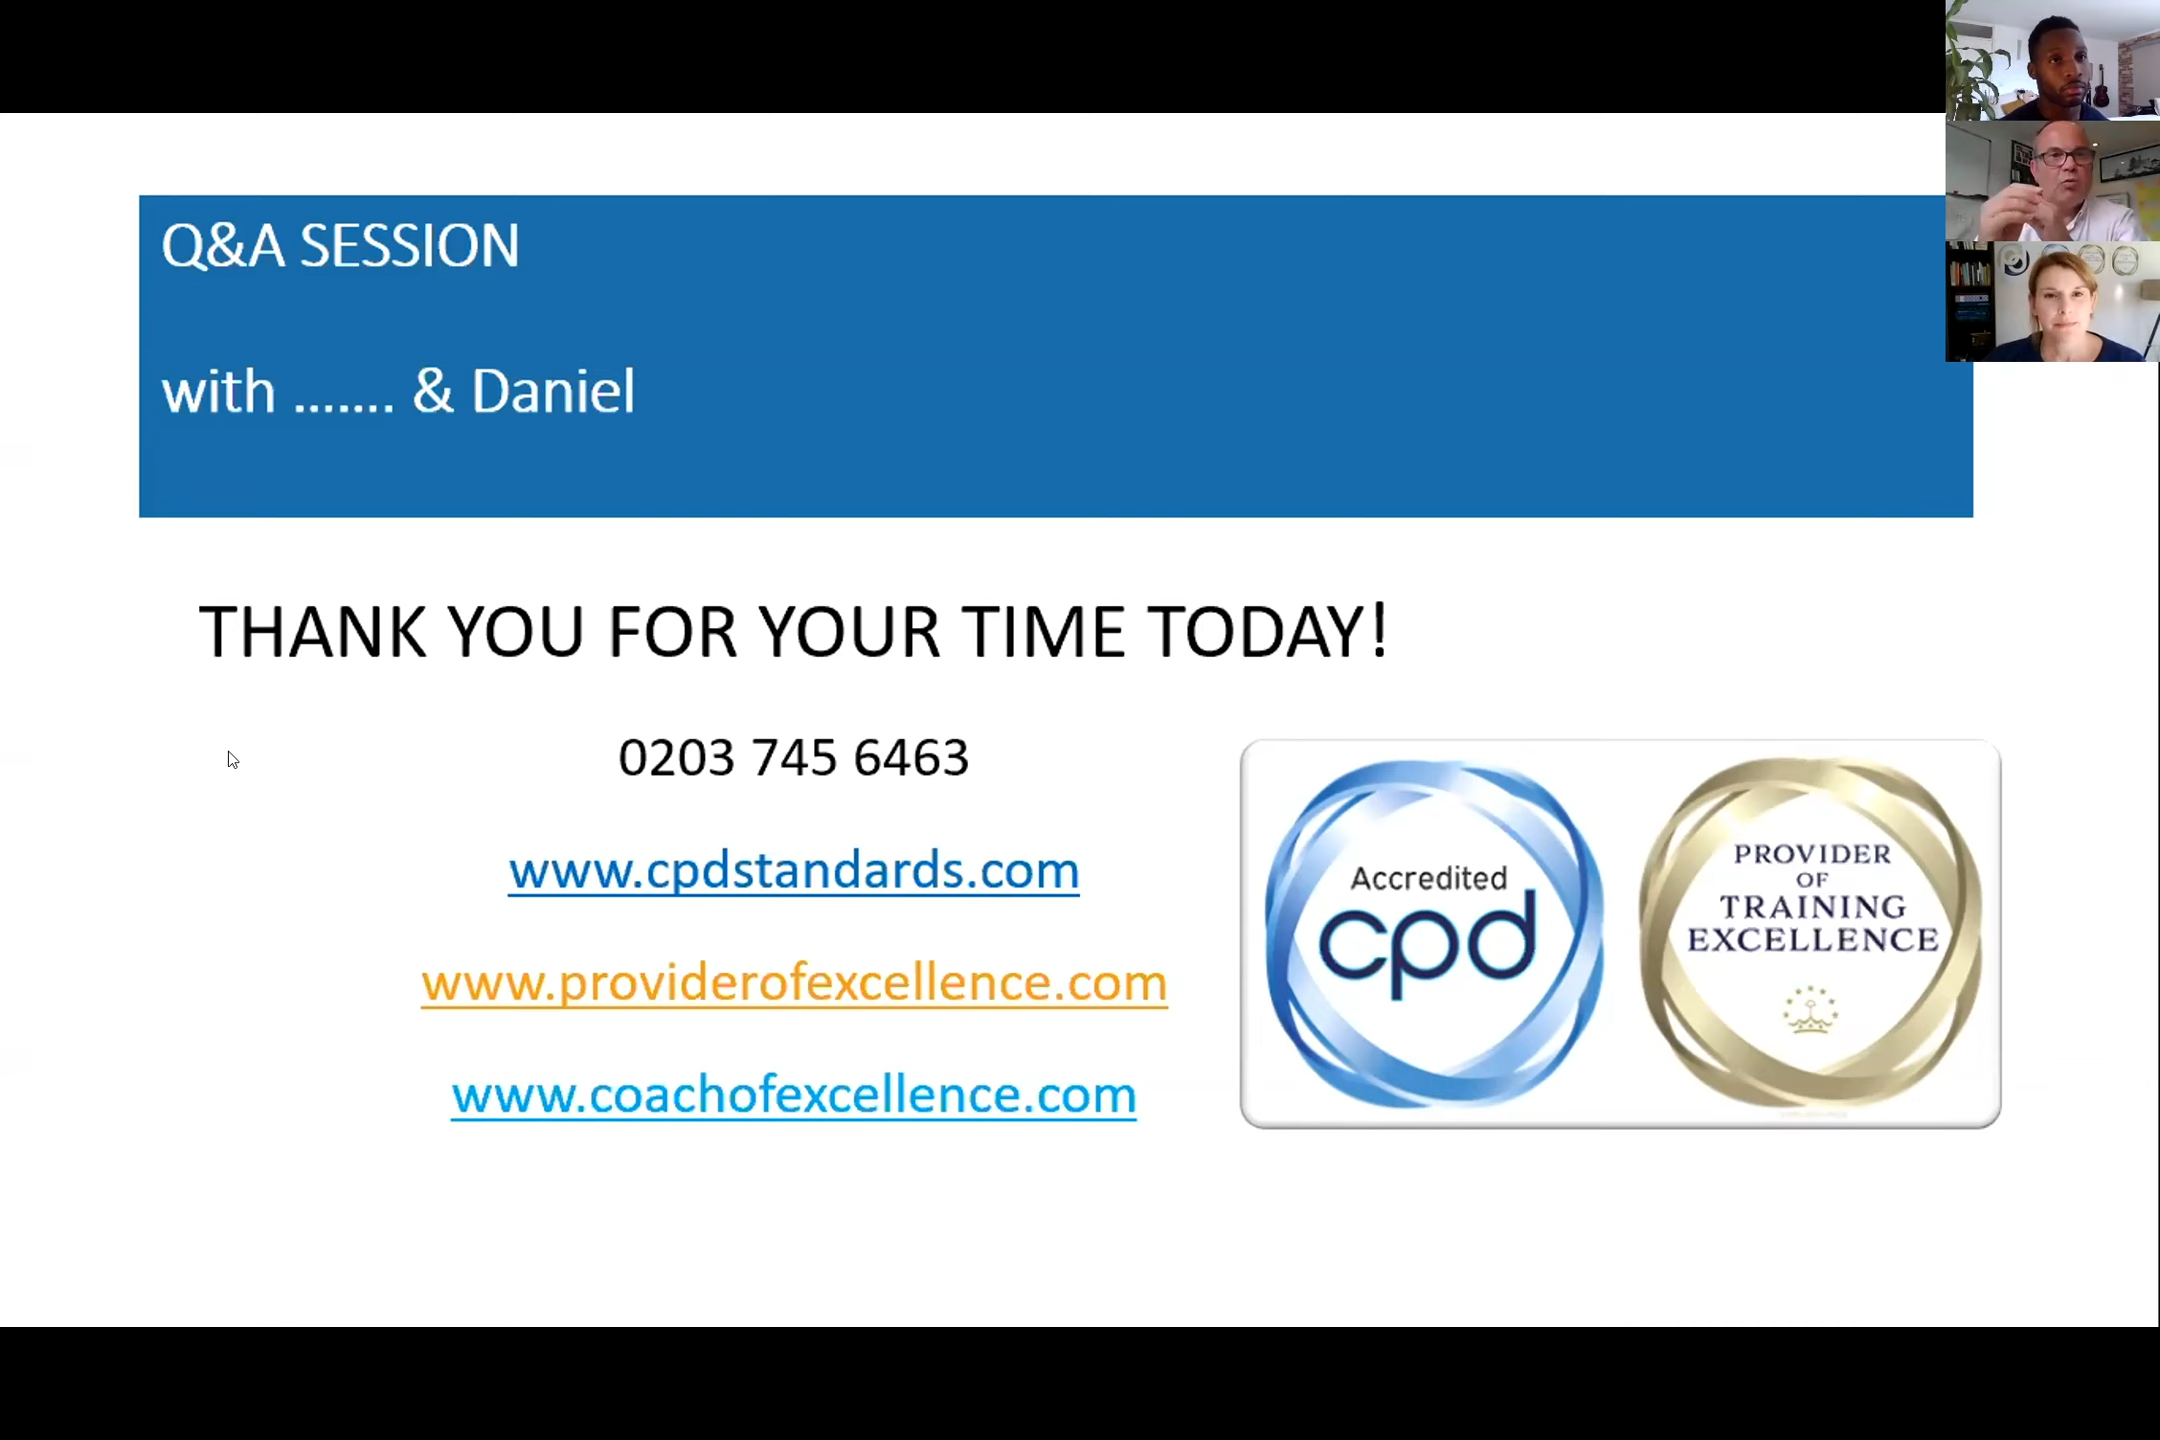 Q&A SESSION
with ....... & Daniel
THANK YOU FOR YOUR TIME TODAY!
0203 745 6463
www.cpdstandards.com
www.providerofexcellence.com
www.coachofexcellence.com
Accredited
cpd
PROVIDER
OF
TRAINING
EXCELLENCE